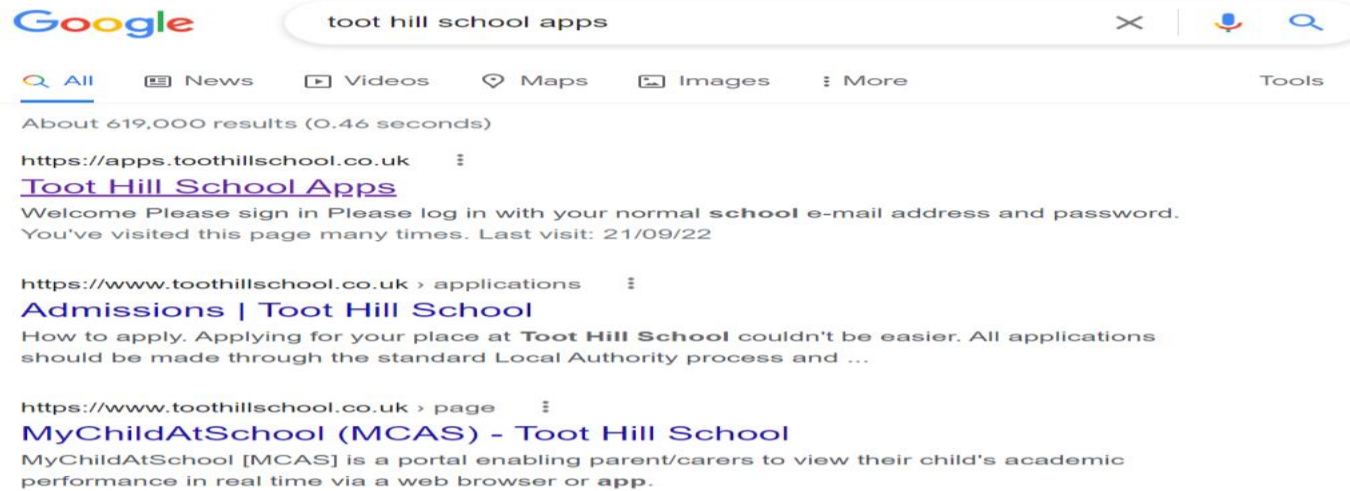 Google toot hill school apps
All News Videos Maps Images More Tools
About 619,000 results (0.46 seconds)
https://apps.toothillschool.co.uk
Toot Hill School Apps
Welcome Please sign in Please log in with your normal school e-mail address and password.
You've visited this page many times. Last visit: 21/09/22
https://www.toothillschool.co.uk › applications
Admissions | Toot Hill School
How to apply. Applying for your place at Toot Hill School couldn't be easier. All applications
should be made through the standard Local Authority process and ...
https://www.toothillschool.co.uk › page
MyChildAtSchool (MCAS) - Toot Hill School
MyChildAtSchool [MCAS] is a portal enabling parent/carers to view their child's academic
performance in real time via a web browser or app.